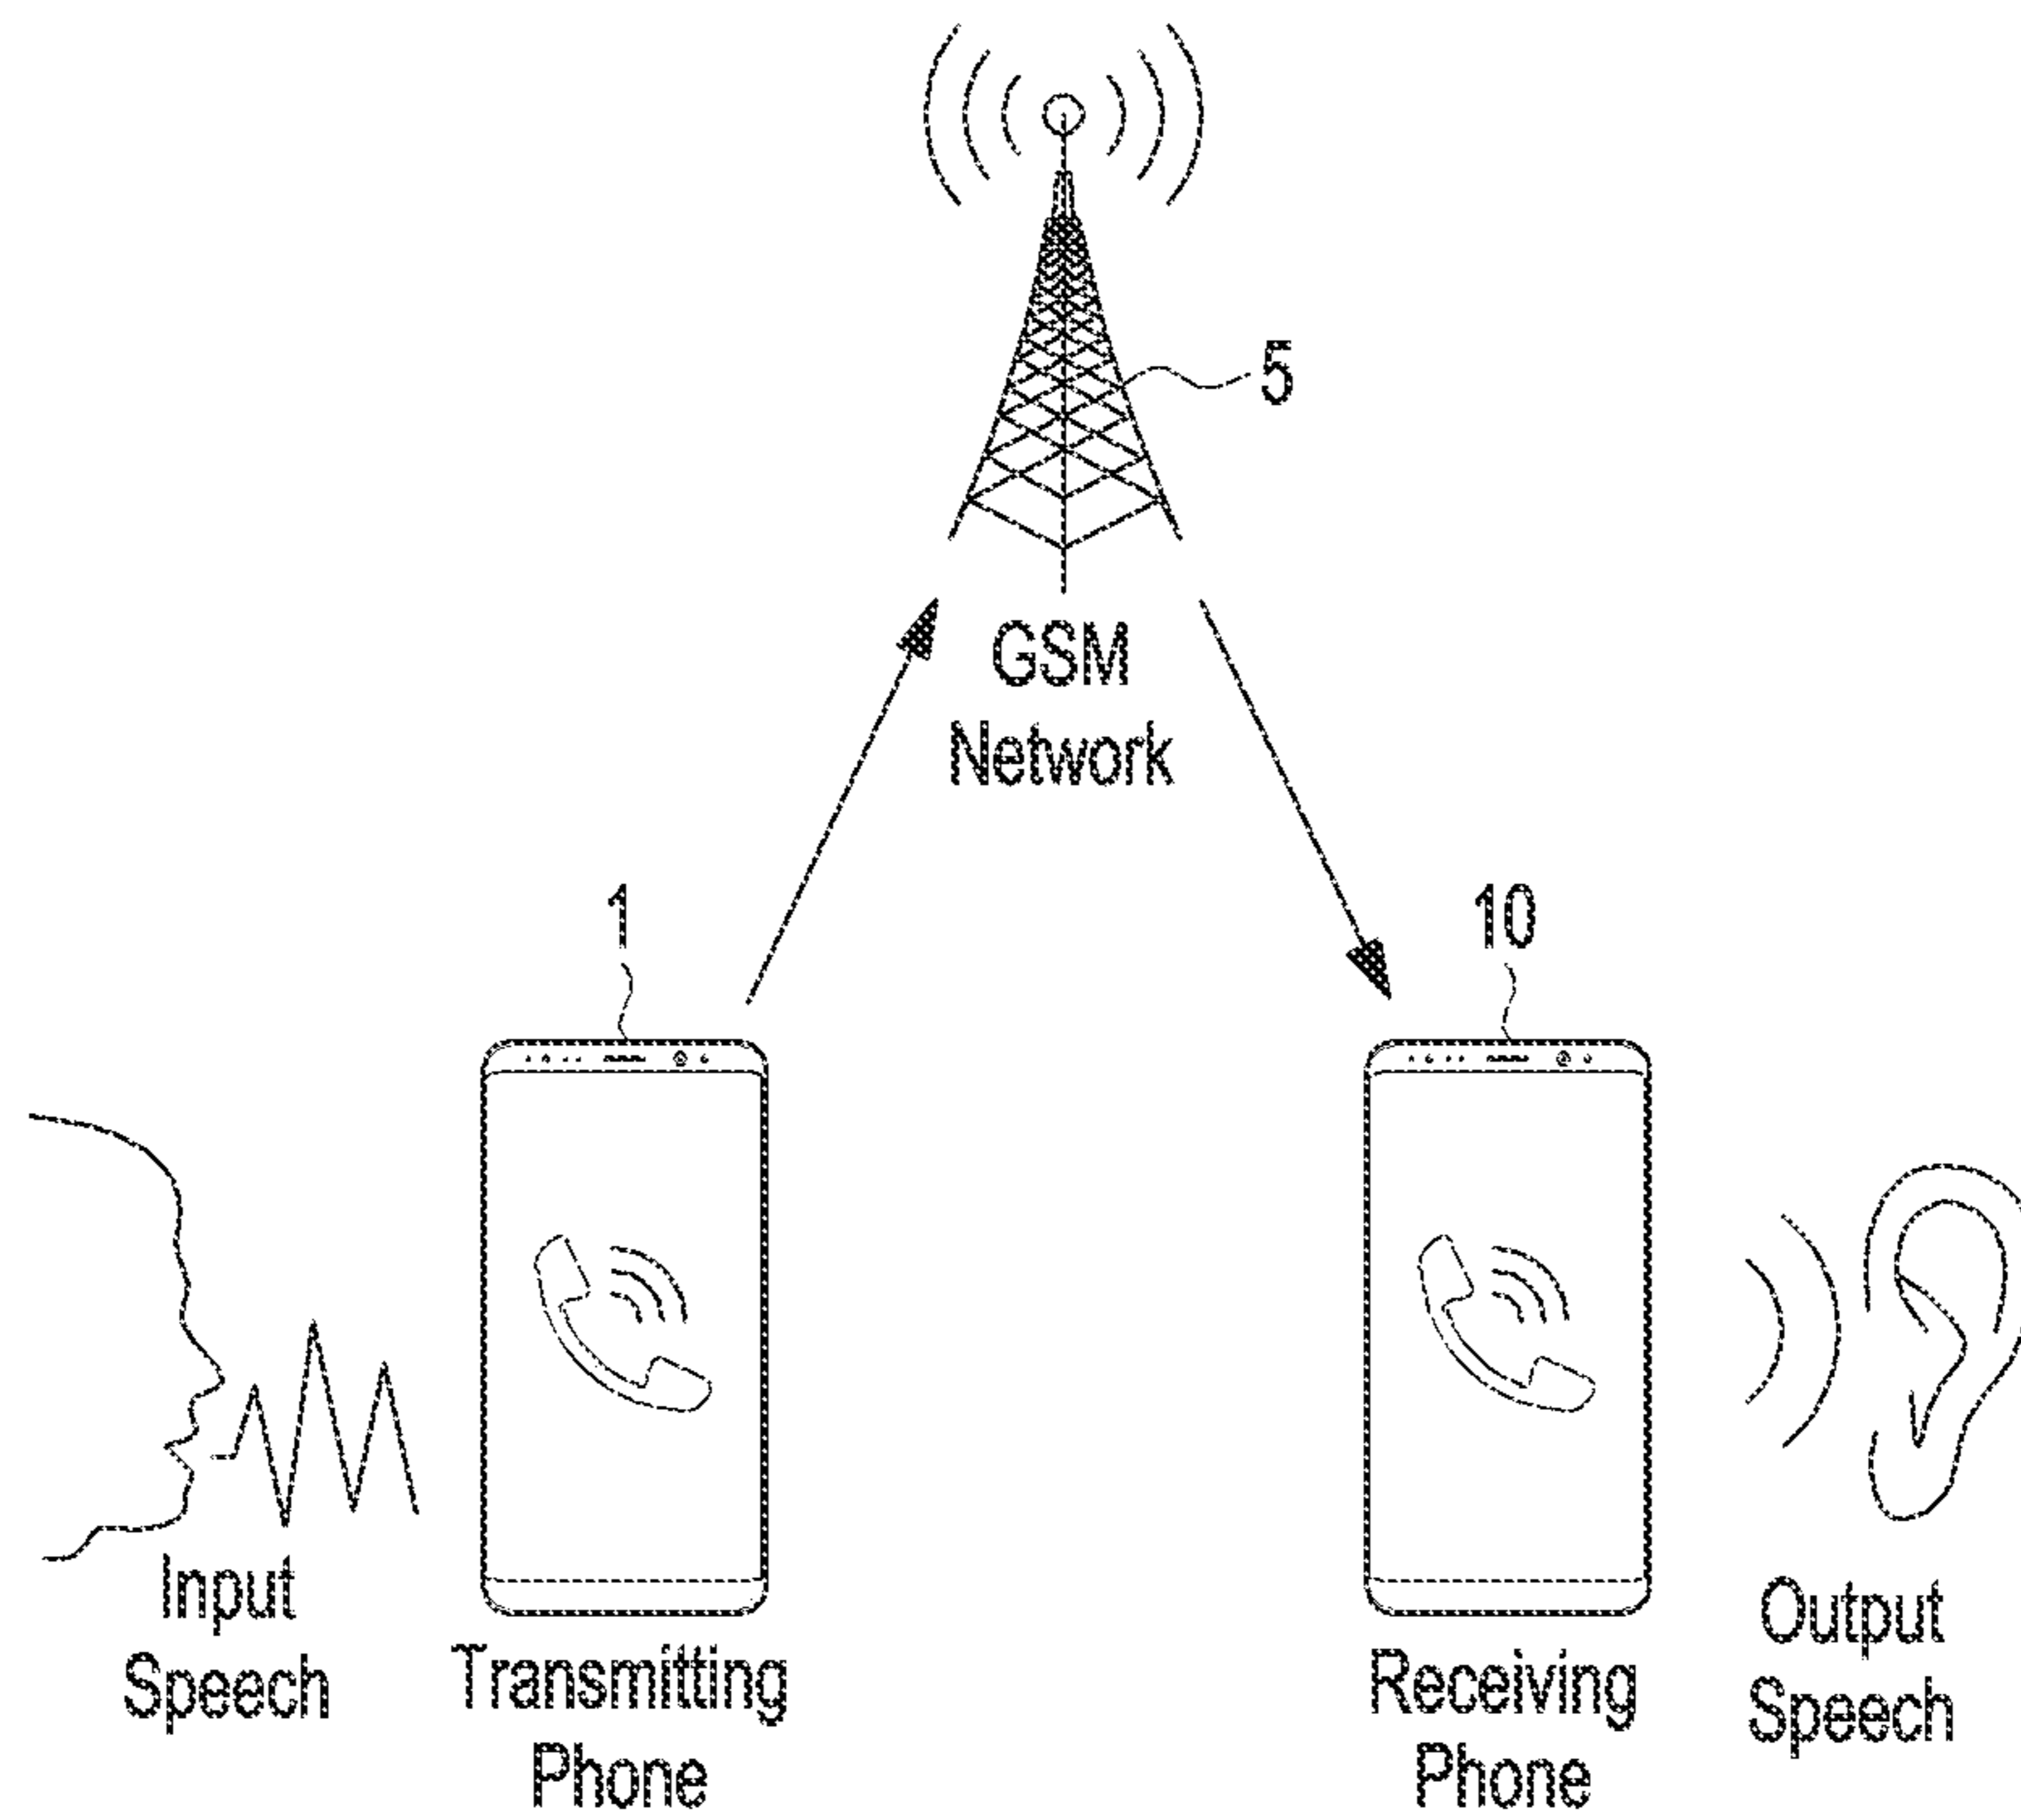 5
GSM
Network
1
10
Input
Speech
Transmitting
Phone
Receiving
Phone
Output
Speech